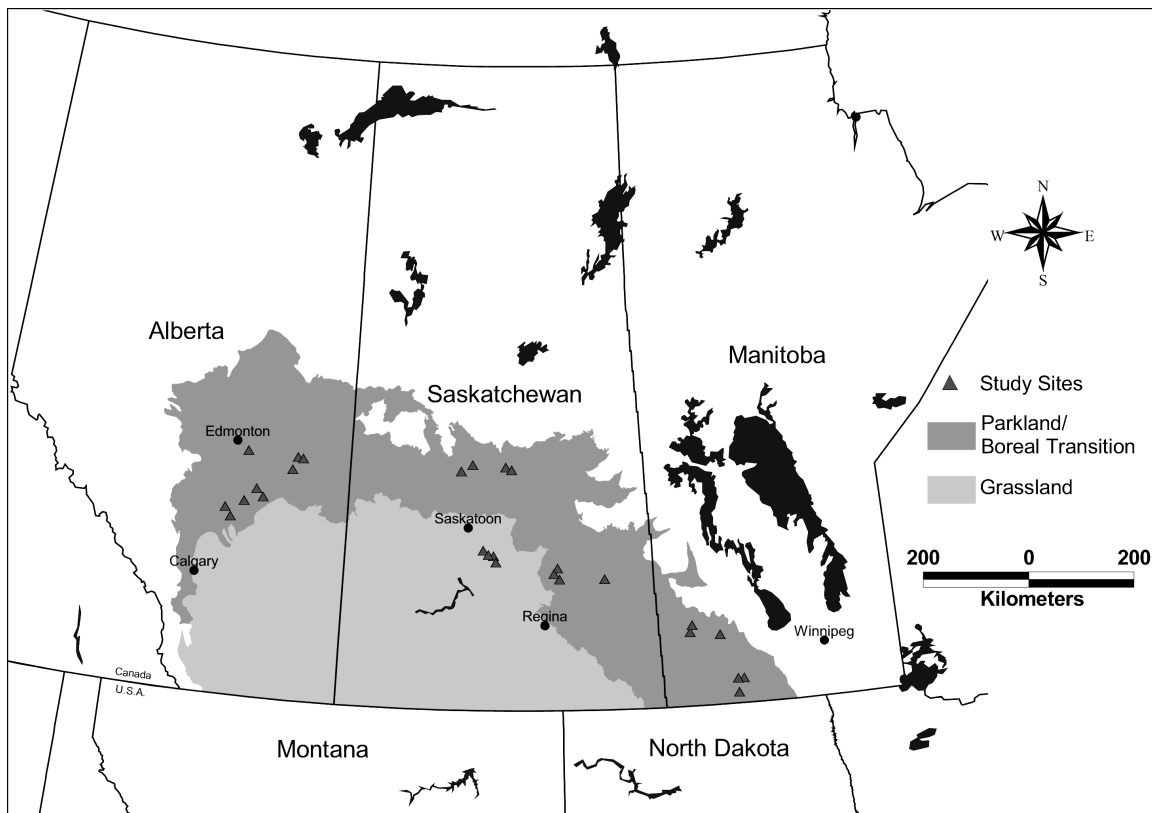 N
W
E
S
Alberta
Manitoba
Saskatchewan
Study Sites
Parkland/
Boreal Transition
Edmonton
Grassland
Saskatoon
Calgary
200
0
200
Kilometers
Regina
Winnipeg
Canada
U.S.A.
Montana
North Dakota